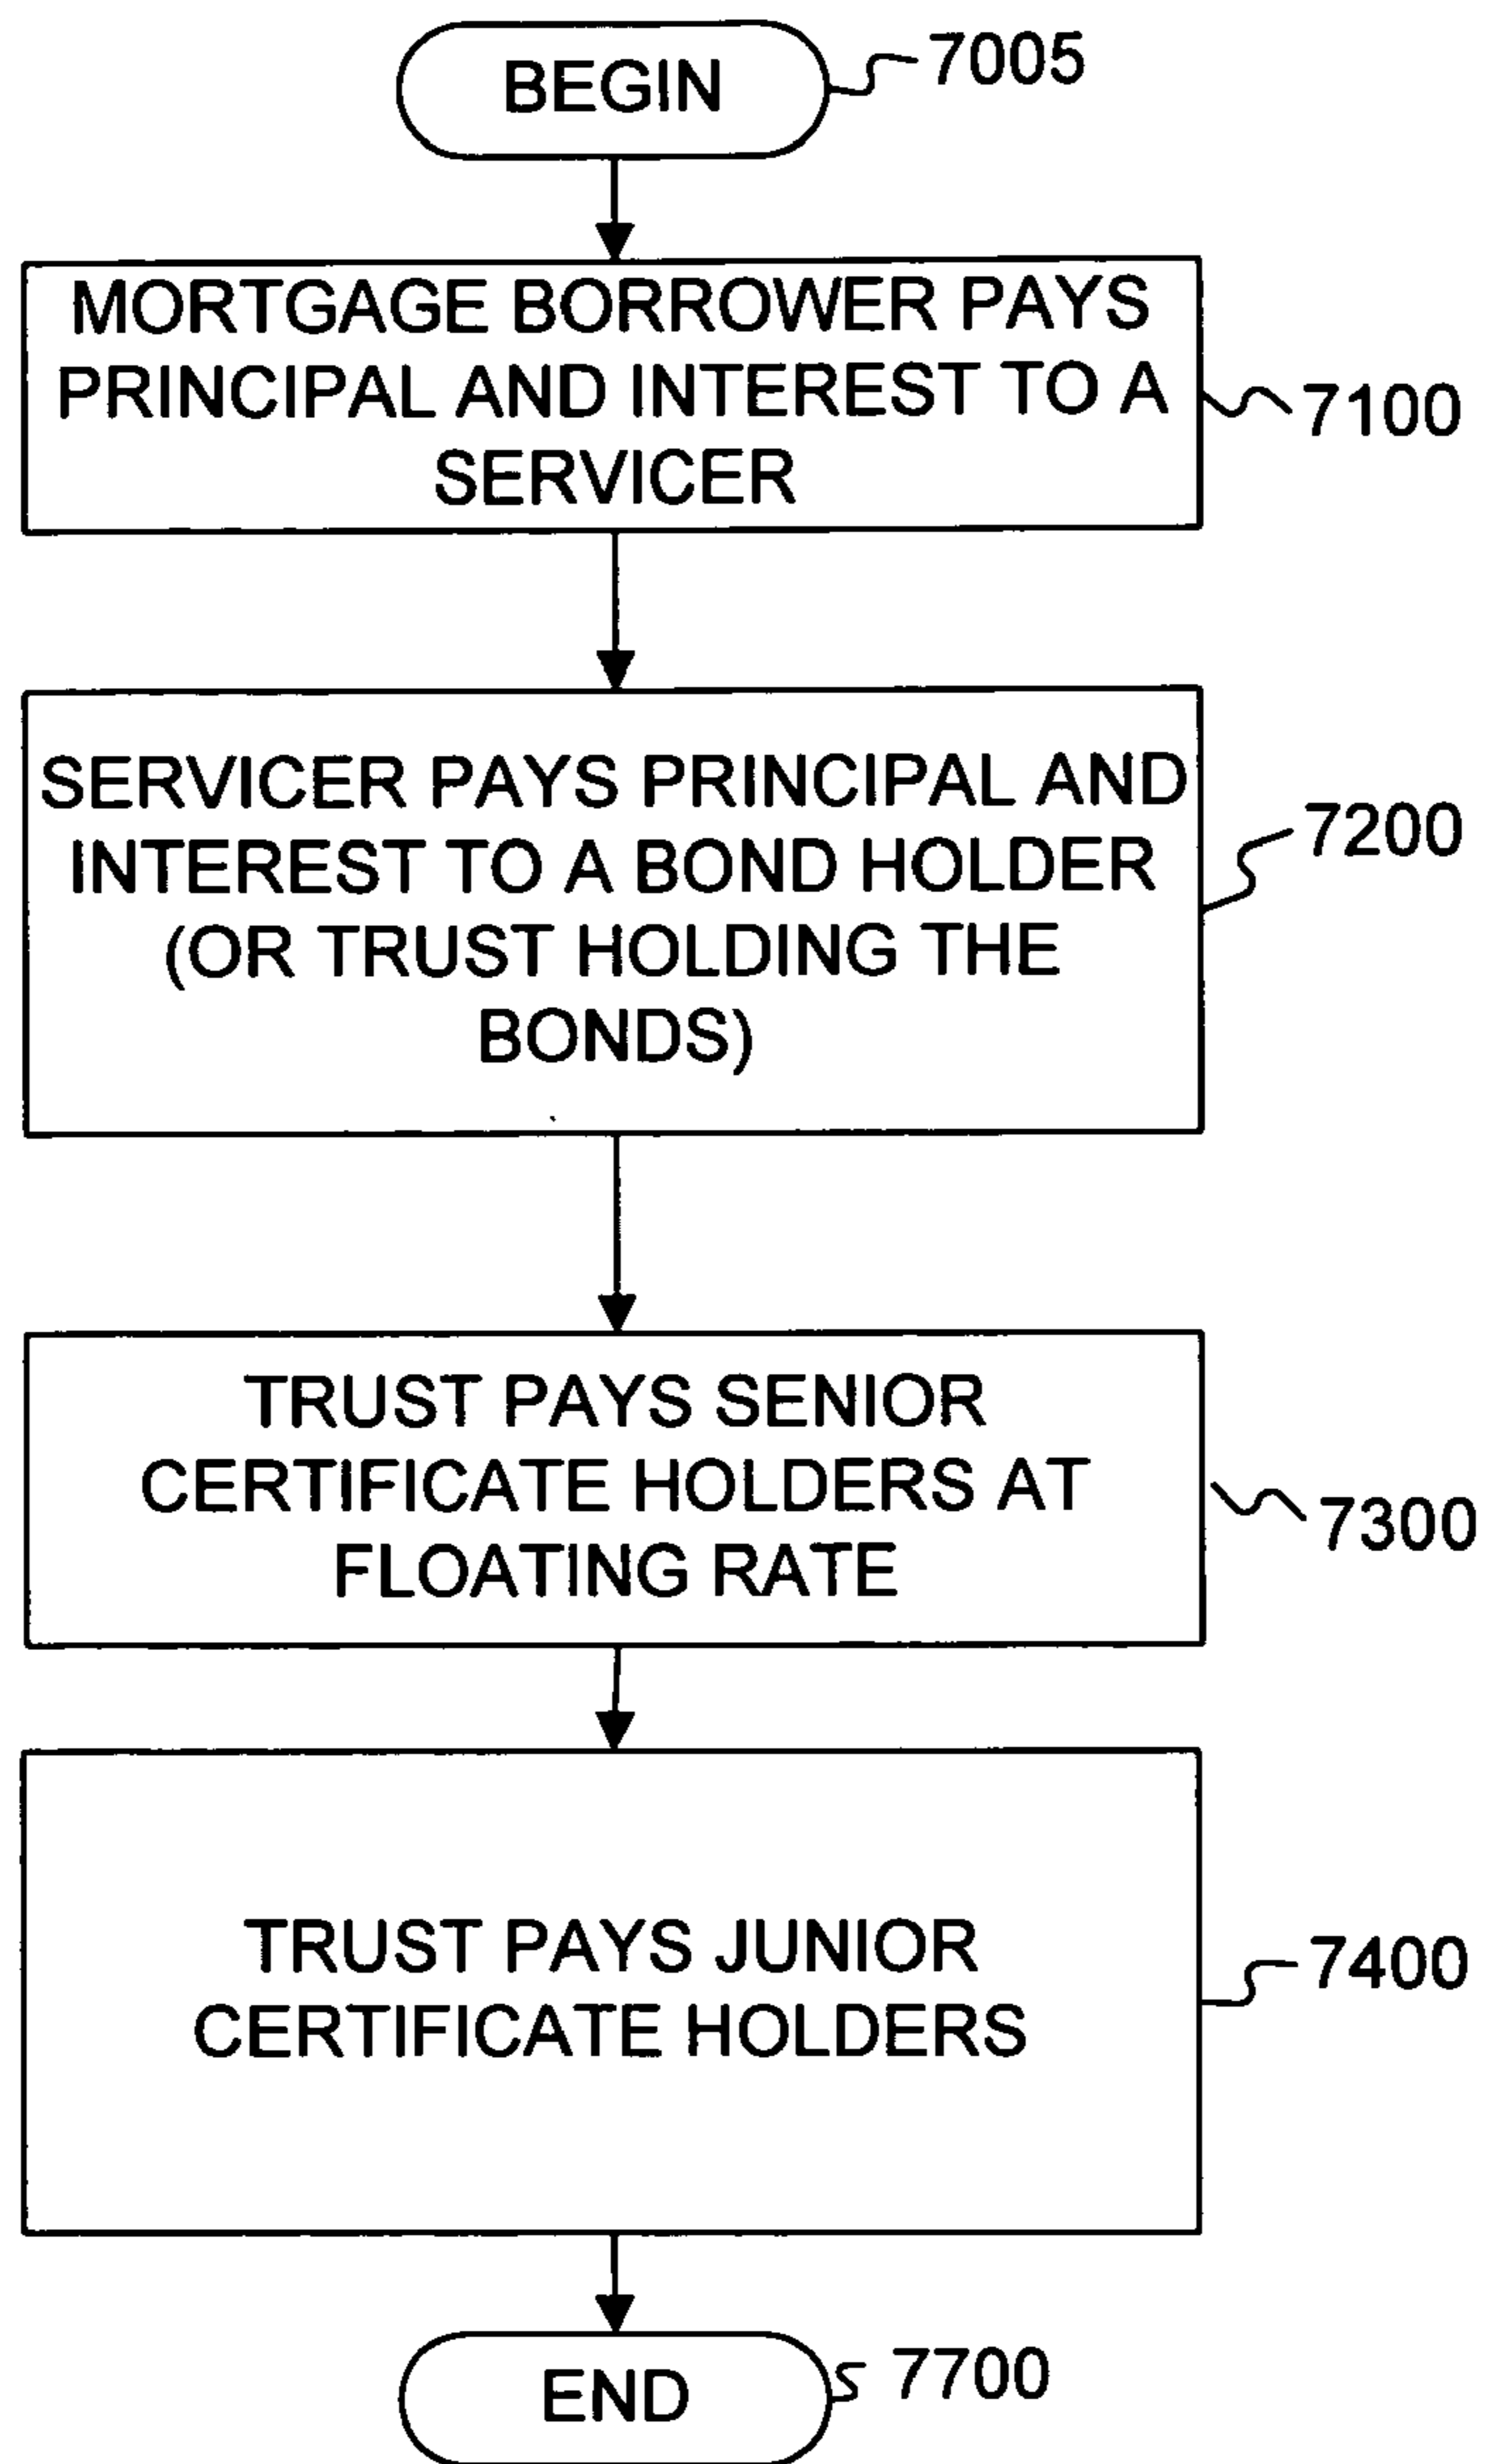 BEGIN
7005
MORTGAGE BORROWER PAYS
PRINCIPAL AND INTEREST TO A
SERVICER
7100
SERVICER PAYS PRINCIPAL AND
INTEREST TO A BOND HOLDER
(OR TRUST HOLDING THE
BONDS)
7200
TRUST PAYS SENIOR
CERTIFICATE HOLDERS AT
FLOATING RATE
7300
TRUST PAYS JUNIOR
CERTIFICATE HOLDERS
7400
END
7700